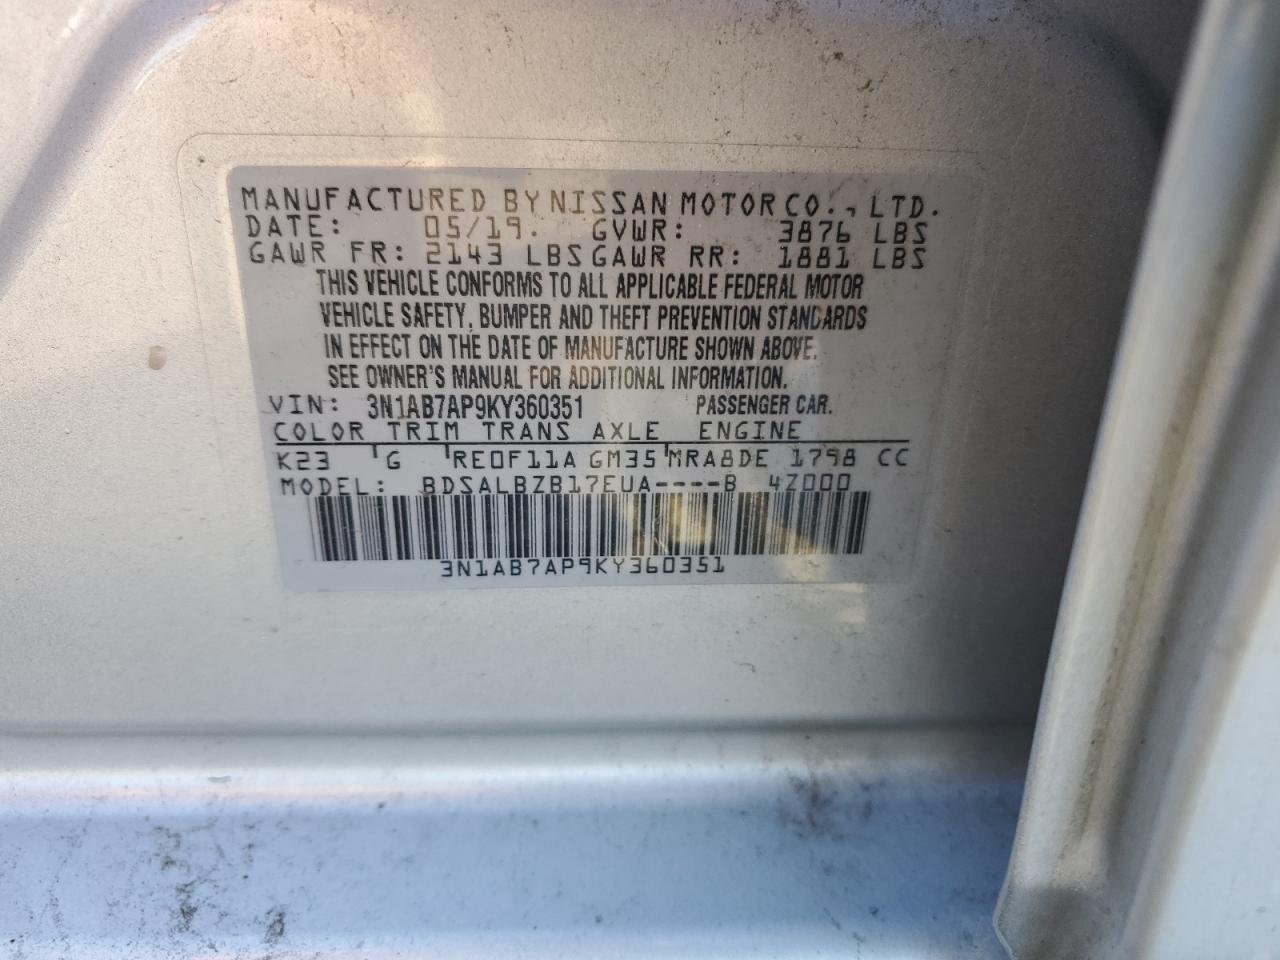 MANUFACTURED BY NISSAN MOTOR CO., LTD.
DATE: 05/19. GVWR: 3876 LBS
GAWR FR: 2143 LBS GAWR RR: 1881 LBS
THIS VEHICLE CONFORMS TO ALL APPLICABLE FEDERAL MOTOR
VEHICLE SAFETY, BUMPER AND THEFT PREVENTION STANDARDS
IN EFFECT ON THE DATE OF MANUFACTURE SHOWN ABOVE.
SEE OWNER'S MANUAL FOR ADDITIONAL INFORMATION.
VIN: 3N1AB7AP9KY360351 PASSENGER CAR.
COLOR TRIM TRANS AXLE ENGINE
K23 'G 'RE0F11A GM35'MRA8DE 1798 CC
MODEL: BDSALBZB17EUA----B 4Z000
3N1AB7AP9KY360351